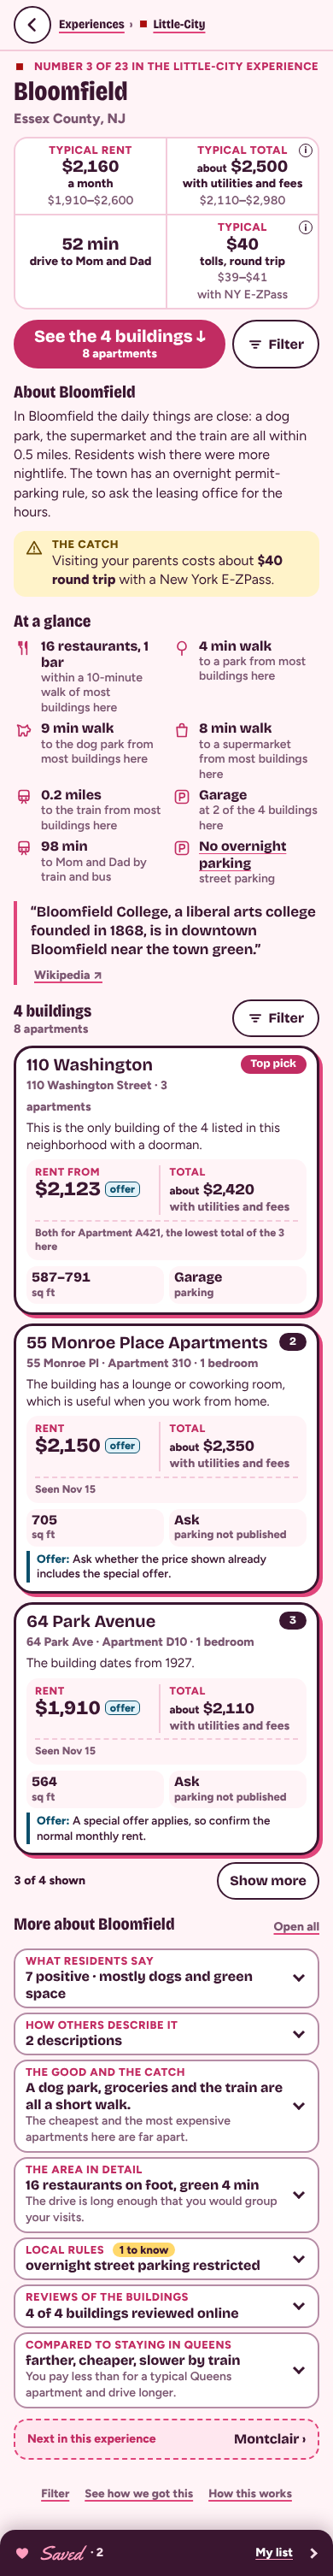 Experiences › Little-City
NUMBER 3 OF 23 IN THE LITTLE-CITY EXPERIENCE
Bloomfield
Essex County, NJ
TYPICAL RENT
$2,160
a month
$1,910–$2,600
TYPICAL TOTAL
about $2,500
with utilities and fees
$2,110–$2,980
52 min
drive to Mom and Dad
TYPICAL
$40
tolls, round trip
$39–$41
with NY E-ZPass
See the 4 buildings ↓
8 apartments
Filter
About Bloomfield
In Bloomfield the daily things are close: a dog
park, the supermarket and the train are all within
0.5 miles. Residents wish there were more
nightlife. The town has an overnight permit-
parking rule, so ask the leasing office for the
hours.
THE CATCH
Visiting your parents costs about $40
round trip with a New York E-ZPass.
At a glance
16 restaurants, 1
bar
within a 10-minute
walk of most
buildings here
4 min walk
to a park from most
buildings here
9 min walk
to the dog park from
most buildings here
8 min walk
to a supermarket
from most buildings
here
0.2 miles
to the train from most
buildings here
Garage
at 2 of the 4 buildings
here
98 min
to Mom and Dad by
train and bus
No overnight
parking
street parking
“Bloomfield College, a liberal arts college
founded in 1868, is in downtown
Bloomfield near the town green.”
Wikipedia ↗
4 buildings
8 apartments
Filter
110 Washington
Top pick
110 Washington Street · 3
apartments
This is the only building of the 4 listed in this
neighborhood with a doorman.
RENT FROM
$2,123 offer
TOTAL
about $2,420
with utilities and fees
Both for Apartment A421, the lowest total of the 3
here
587–791
sq ft
Garage
parking
55 Monroe Place Apartments
2
55 Monroe Pl · Apartment 310 · 1 bedroom
The building has a lounge or coworking room,
which is useful when you work from home.
RENT
$2,150 offer
TOTAL
about $2,350
with utilities and fees
Seen Nov 15
705
sq ft
Ask
parking not published
Offer: Ask whether the price shown already
includes the special offer.
64 Park Avenue
3
64 Park Ave · Apartment D10 · 1 bedroom
The building dates from 1927.
RENT
$1,910 offer
TOTAL
about $2,110
with utilities and fees
Seen Nov 15
564
sq ft
Ask
parking not published
Offer: A special offer applies, so confirm the
normal monthly rent.
3 of 4 shown
Show more
More about Bloomfield
Open all
WHAT RESIDENTS SAY
7 positive · mostly dogs and green
space
HOW OTHERS DESCRIBE IT
2 descriptions
THE GOOD AND THE CATCH
A dog park, groceries and the train are
all a short walk.
The cheapest and the most expensive
apartments here are far apart.
THE AREA IN DETAIL
16 restaurants on foot, green 4 min
The drive is long enough that you would group
your visits.
LOCAL RULES 1 to know
overnight street parking restricted
REVIEWS OF THE BUILDINGS
4 of 4 buildings reviewed online
COMPARED TO STAYING IN QUEENS
farther, cheaper, slower by train
You pay less than for a typical Queens
apartment and drive longer.
Next in this experience
Montclair ›
Filter
See how we got this
How this works
Saved · 2
My list